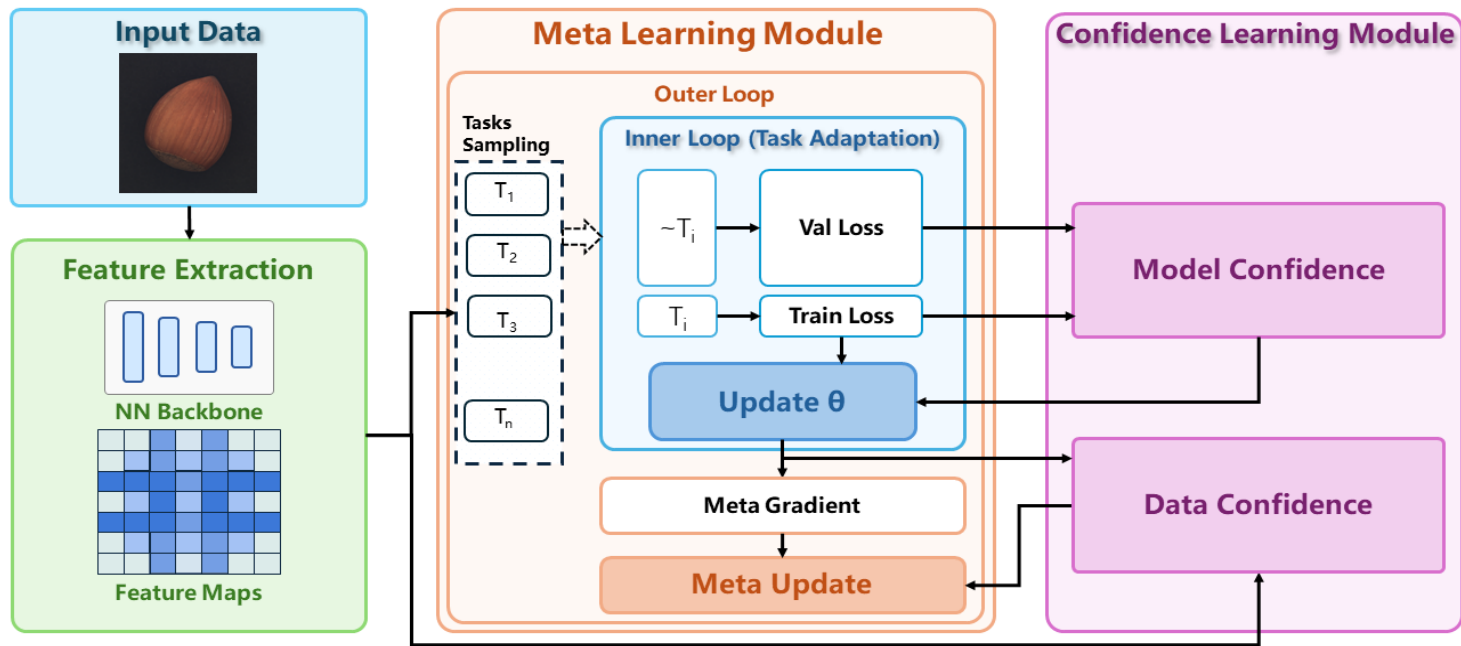 Input Data
Feature Extraction
NN Backbone
Feature Maps
Meta Learning Module
Outer Loop
Tasks
Sampling
T1
T2
T3
Tn
Inner Loop (Task Adaptation)
~Ti
Val Loss
Ti
Train Loss
Update θ
Meta Gradient
Meta Update
Confidence Learning Module
Model Confidence
Data Confidence